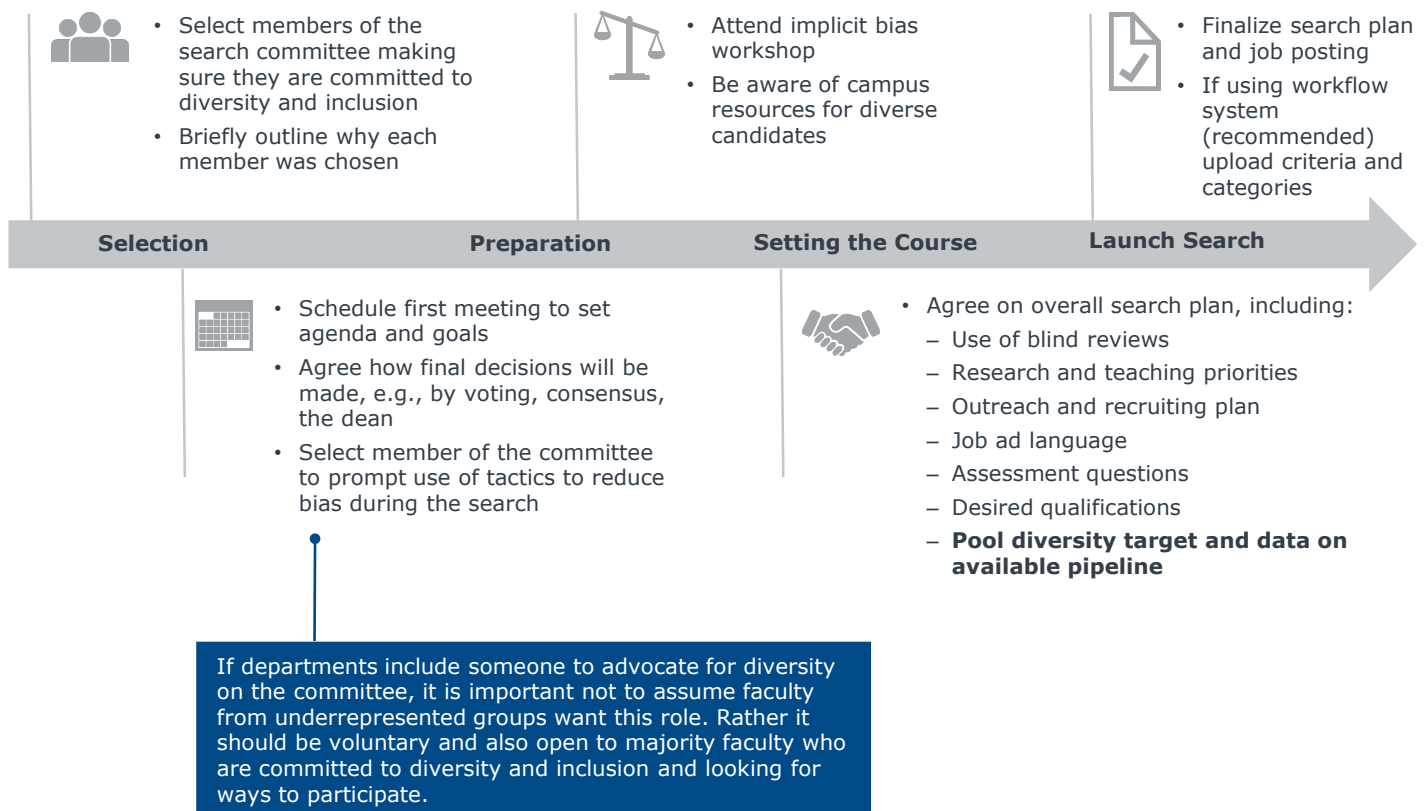 • Select members of the
search committee making
sure they are committed to
diversity and inclusion
• Briefly outline why each
member was chosen
• Attend implicit bias
workshop
• Be aware of campus
resources for diverse
candidates
• Finalize search plan
and job posting
• If using workflow
system
(recommended)
upload criteria and
categories
Selection
Preparation
Setting the Course
Launch Search
• Schedule first meeting to set
agenda and goals
• Agree how final decisions will be
made, e.g., by voting, consensus,
the dean
• Select member of the committee
to prompt use of tactics to reduce
bias during the search
• Agree on overall search plan, including:
– Use of blind reviews
– Research and teaching priorities
– Outreach and recruiting plan
– Job ad language
– Assessment questions
– Desired qualifications
– Pool diversity target and data on
available pipeline
If departments include someone to advocate for diversity
on the committee, it is important not to assume faculty
from underrepresented groups want this role. Rather it
should be voluntary and also open to majority faculty who
are committed to diversity and inclusion and looking for
ways to participate.